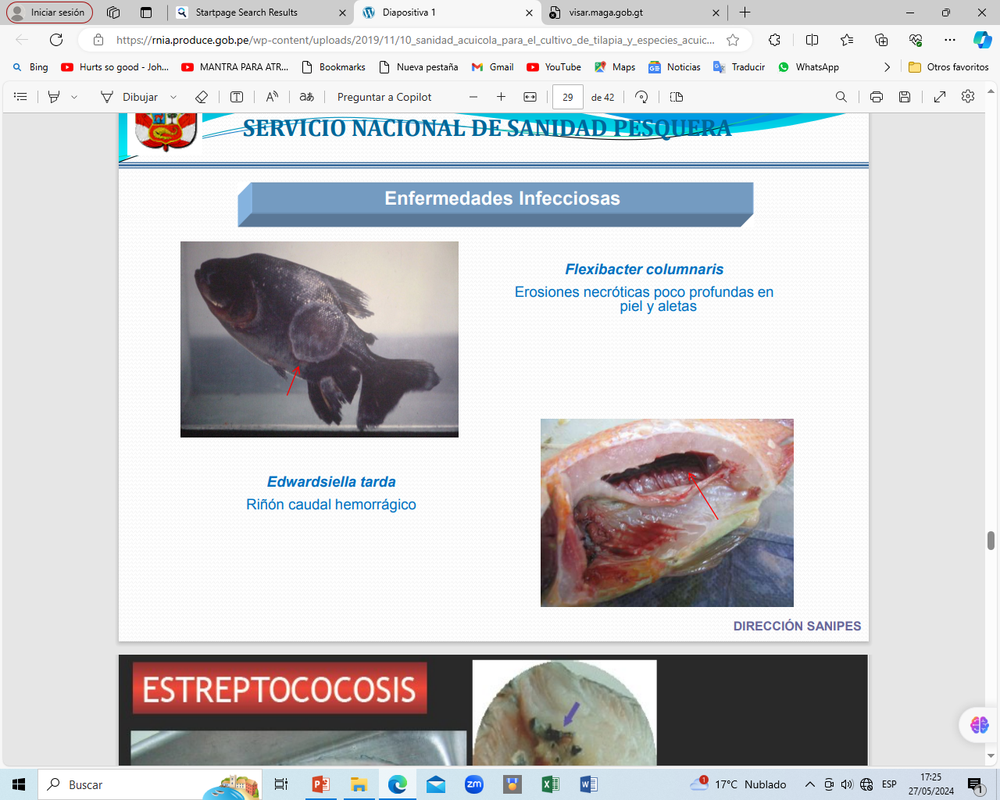 Iniciar sesión
Startpage Search Results
Diapositiva 1
visar.maga.gob.gt
https://rnia.produce.gob.pe/wp-content/uploads/2019/11/10_sanidad_acuicola_para_el_cultivo_de_tilapia_y_especies_acuic...
Bing
Hurts so good - Joh...
MANTRA PARA ATR...
Bookmarks
Nueva pestaña
Gmail
YouTube
Maps
Noticias
Traducir
WhatsApp
Otros favoritos
Dibujar
Preguntar a Copilot
29
de 42
SERVICIO NACIONAL DE SANIDAD PESQUERA
Enfermedades Infecciosas
Flexibacter columnaris
Erosiones necróticas poco profundas en
piel y aletas
Edwardsiella tarda
Riñón caudal hemorrágico
DIRECCIÓN SANIPES
ESTREPTOCOCOSIS
Buscar
zm
1
17°C Nublado
ESP
17:25
27/05/2024
1